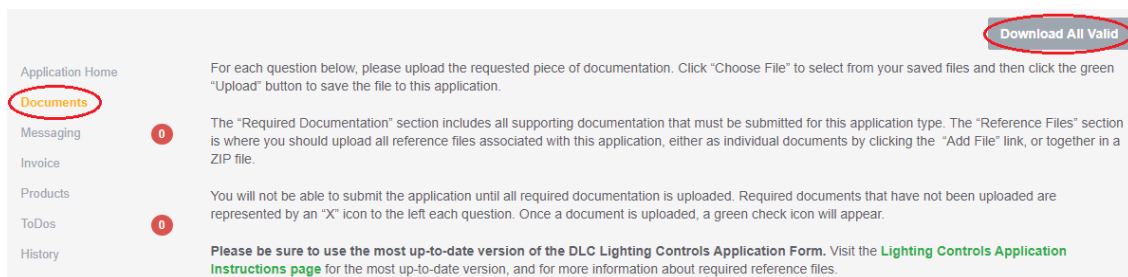 Download All Valid
Application Home
Documents
Messaging 0
Invoice
Products
ToDos 0
History
For each question below, please upload the requested piece of documentation. Click “Choose File” to select from your saved files and then click the green
“Upload” button to save the file to this application.
The “Required Documentation” section includes all supporting documentation that must be submitted for this application type. The “Reference Files” section
is where you should upload all reference files associated with this application, either as individual documents by clicking the “Add File” link, or together in a
ZIP file.
You will not be able to submit the application until all required documentation is uploaded. Required documents that have not been uploaded are
represented by an “X” icon to the left each question. Once a document is uploaded, a green check icon will appear.
Please be sure to use the most up-to-date version of the DLC Lighting Controls Application Form. Visit the Lighting Controls Application
Instructions page for the most up-to-date version, and for more information about required reference files.